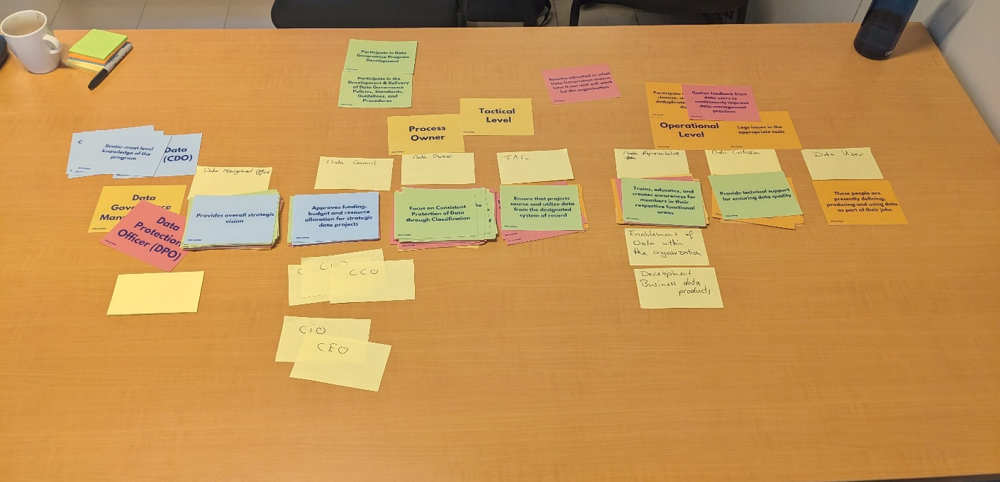 Participate in Data
Governance Program
Development
Participate in the
Development & Delivery
of Data Governance
Policies, Standards,
Guidelines, and
Procedures
Become educated in what
Data Governance means,
how it can and will work
for the organization
Participate
cleanse, st
deduplicate
Gather feedback from
data users to
continuously improve
data management
practices
Tactical
Level
Process
Owner
Operational
Level
Logs issues in the
appropriate tools
C
Senior-most level
knowledge of the
program
Data
(CDO)
Data Management Office
Data Council
Data Owner
IAC
Data Representative
Data Custodian
Data User
Data
Governance
Man
Data
Protection
Officer (DPO)
Provides overall strategic
vision
Approves funding,
budget and resource
allocation for strategic
data projects
Focus on Consistent
Protection of Data
through Classification
he
f
Ensure that projects
source and utilize data
from the designated
system of record
Trains, educates, and
creates awareness for
members in their
respective functional
areas
Provide technical support
for ensuring data quality
These people are
presently defining,
producing and using data
as part of their jobs
Enablement of
Data within
the organization
Development
Business data
products
CCO
CiO
CEO